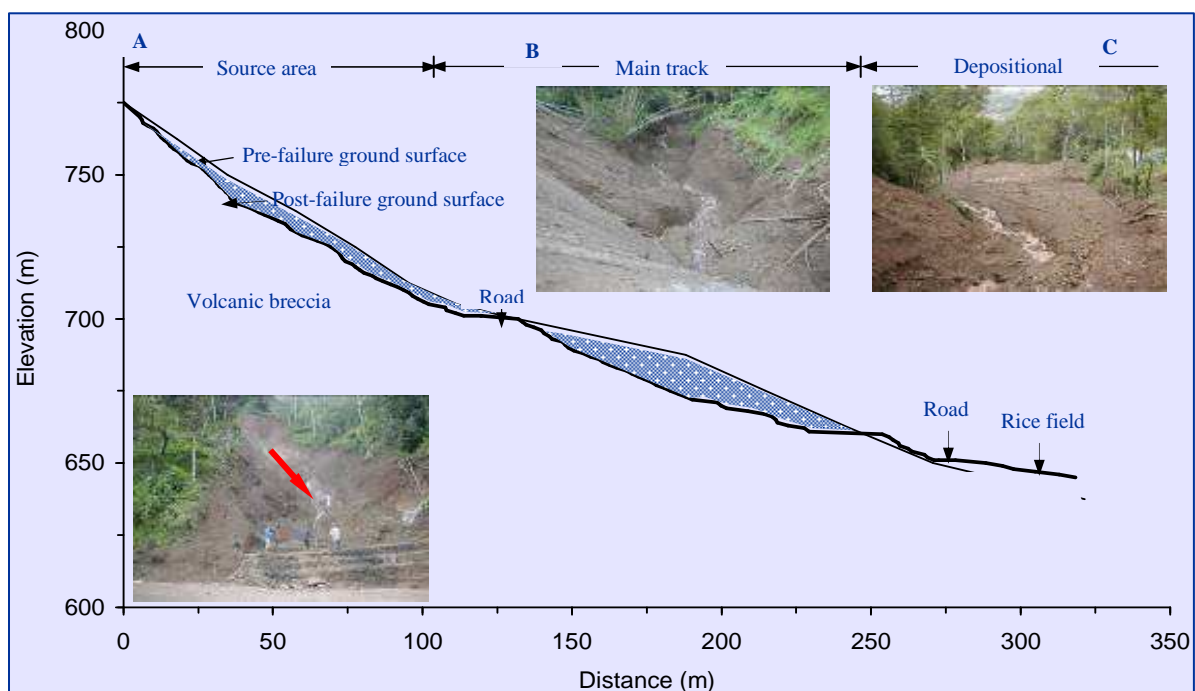 800
A
B
C
Source area
Main track
Depositional
Pre-failure ground surface
750
Post-failure ground surface
Volcanic breccia
Road
700
Elevation (m)
Road
Rice field
650
600
0
50
100
150
200
250
300
350
Distance (m)